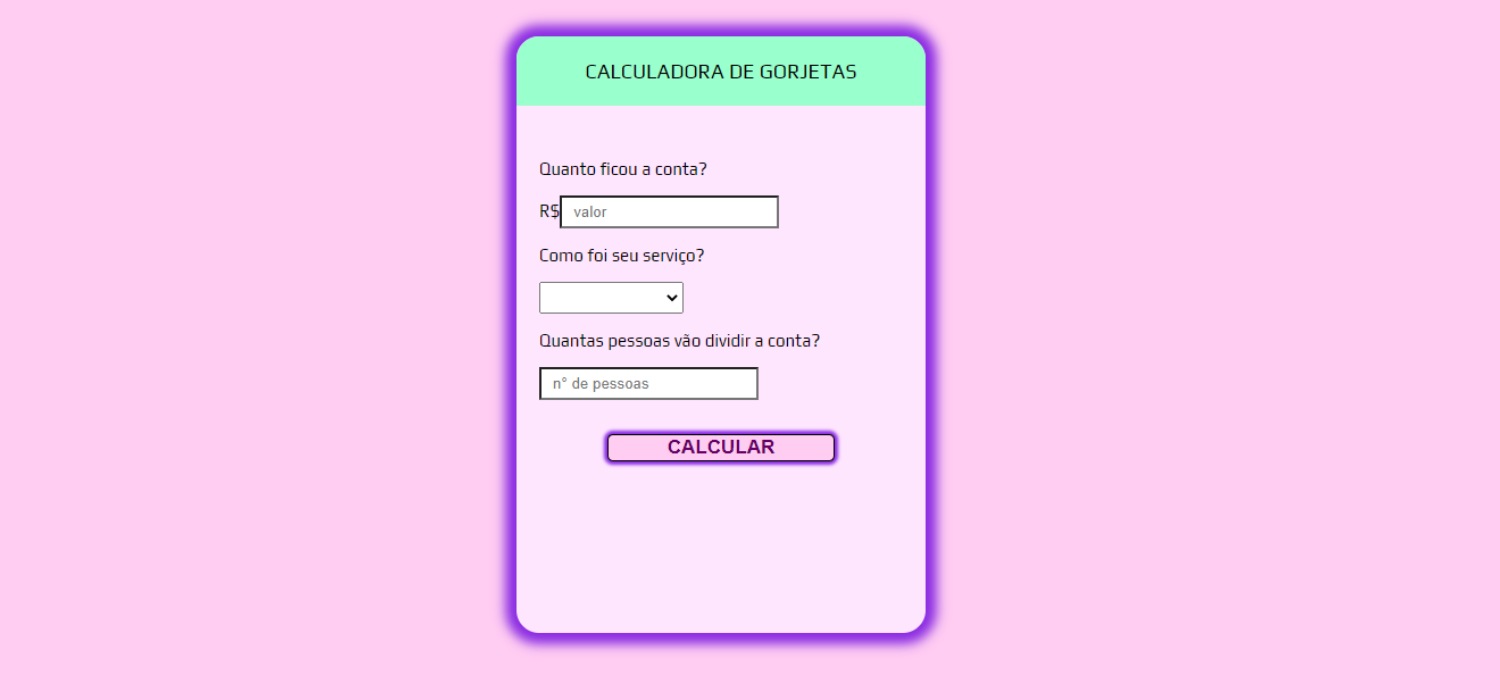 CALCULADORA DE GORJETAS
Quanto ficou a conta?
R$ valor
Como foi seu serviço?
Quantas pessoas vão dividir a conta?
n° de pessoas
CALCULAR